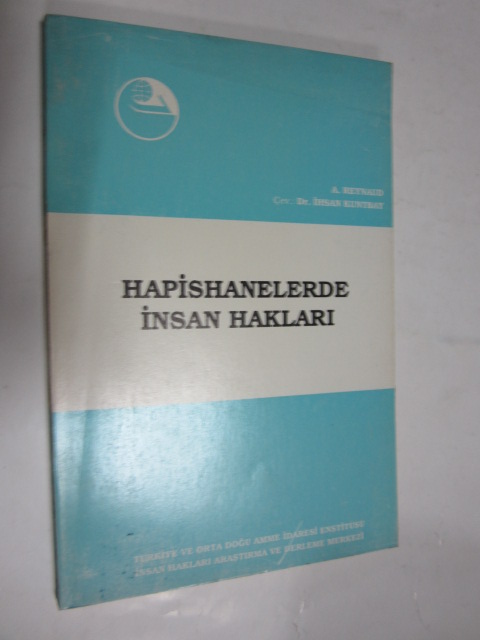 A. REYNAUD
Çev.: Dr. İHSAN KUNTBAY
HAPİSHANELERDE
İNSAN HAKLARI
TÜRKİYE VE ORTA DOĞU AMME İDARESİ ENSTİTÜSÜ
İNSAN HAKLARI ARAŞTIRMA VE DERLEME MERKEZİ